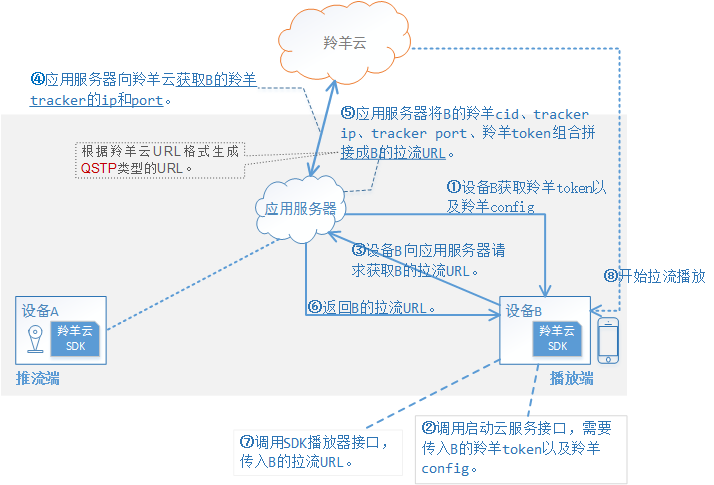 羚羊云
④应用服务器向羚羊云获取B的羚羊
tracker的ip和port。
⑤应用服务器将B的羚羊cid、tracker
ip、tracker port、羚羊token组合拼
接成B的拉流URL。
根据羚羊云URL格式生成
QSTP类型的URL。
①设备B获取羚羊token以
及羚羊config
应用服务器
③设备B向应用服务器请
求获取B的拉流URL。
⑧开始拉流播放
⑥返回B的拉流URL。
设备A
羚羊云
SDK
推流端
设备B
羚羊云
SDK
播放端
②调用启动云服务接口，需要
传入B的羚羊token以及羚羊
config。
⑦调用SDK播放器接口，
传入B的拉流URL。